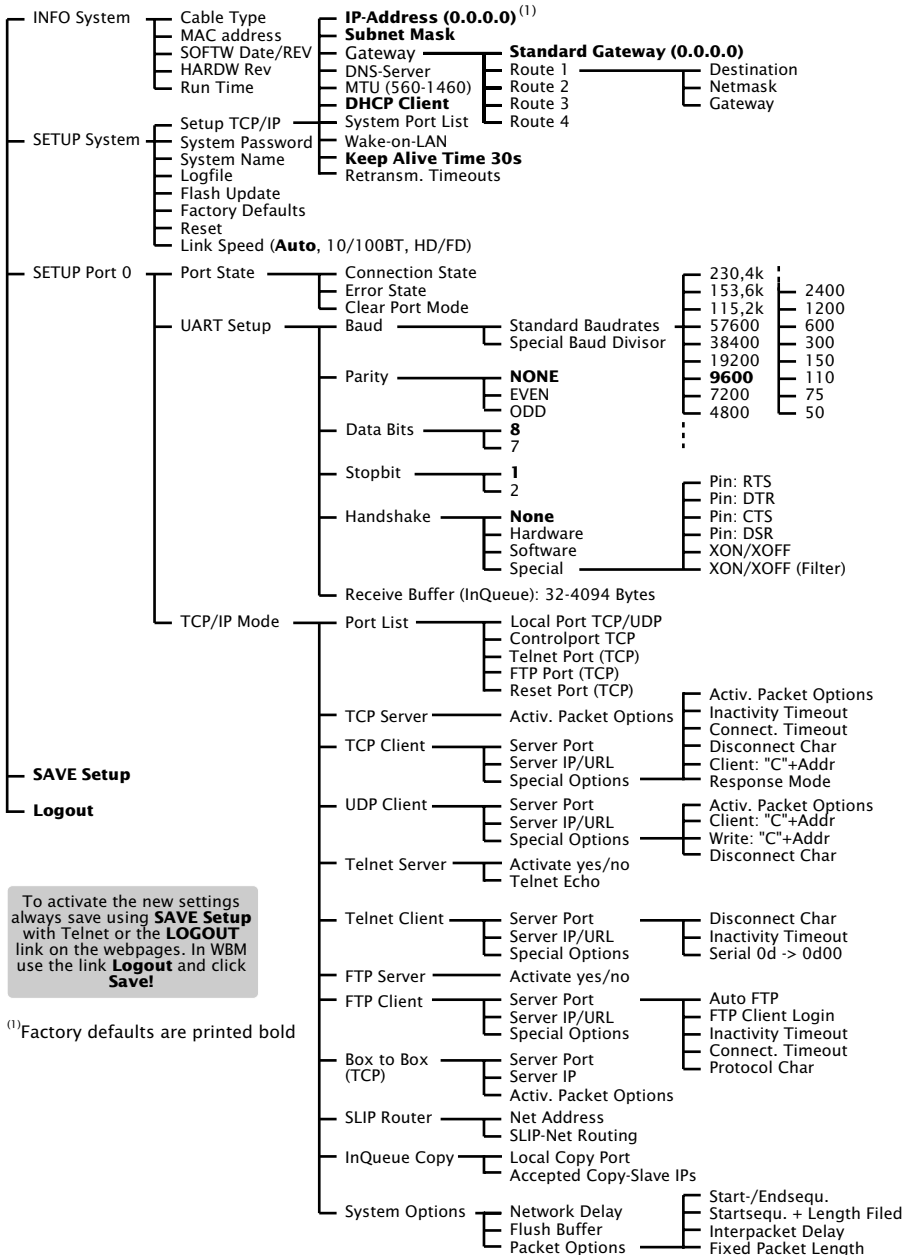 INFO System
Cable Type
MAC address
SOFTW Date/REV
HARDW Rev
Run Time
SETUP System
Setup TCP/IP
System Password
System Name
Logfile
Flash Update
Factory Defaults
Reset
Link Speed (Auto, 10/100BT, HD/FD)
IP-Address (0.0.0.0)(1)
Subnet Mask
Gateway
DNS-Server
MTU (560-1460)
DHCP Client
System Port List
Wake-on-LAN
Keep Alive Time 30s
Retransm. Timeouts
Standard Gateway (0.0.0.0)
Route 1
Route 2
Route 3
Route 4
Destination
Netmask
Gateway
SETUP Port 0
Port State
Connection State
Error State
Clear Port Mode
UART Setup
Baud
Standard Baudrates
Special Baud Divisor
230,4k
153,6k
115,2k
57600
38400
19200
9600
7200
4800
2400
1200
600
300
150
110
75
50
Parity
NONE
EVEN
ODD
Data Bits
8
7
Stopbit
1
2
Handshake
None
Hardware
Software
Special
Pin: RTS
Pin: DTR
Pin: CTS
Pin: DSR
XON/XOFF
XON/XOFF (Filter)
Receive Buffer (InQueue): 32-4094 Bytes
TCP/IP Mode
Port List
Local Port TCP/UDP
Controlport TCP
Telnet Port (TCP)
FTP Port (TCP)
Reset Port (TCP)
TCP Server
Activ. Packet Options
TCP Client
Server Port
Server IP/URL
Special Options
Activ. Packet Options
Inactivity Timeout
Connect. Timeout
Disconnect Char
Client: "C"+Addr
Response Mode
UDP Client
Server Port
Server IP/URL
Special Options
Activ. Packet Options
Client: "C"+Addr
Write: "C"+Addr
Disconnect Char
Telnet Server
Activate yes/no
Telnet Echo
Telnet Client
Server Port
Server IP/URL
Special Options
Disconnect Char
Inactivity Timeout
Serial 0d -> 0d00
FTP Server
Activate yes/no
FTP Client
Server Port
Server IP/URL
Special Options
Auto FTP
FTP Client Login
Inactivity Timeout
Connect. Timeout
Protocol Char
Box to Box
(TCP)
Server Port
Server IP
Activ. Packet Options
SLIP Router
Net Address
SLIP-Net Routing
InQueue Copy
Local Copy Port
Accepted Copy-Slave IPs
System Options
Network Delay
Flush Buffer
Packet Options
Start-/Endsequ.
Startsequ. + Length Filed
Interpacket Delay
Fixed Packet Length
SAVE Setup
Logout
To activate the new settings
always save using SAVE Setup
with Telnet or the LOGOUT
link on the webpages. In WBM
use the link Logout and click
Save!
(1)Factory defaults are printed bold